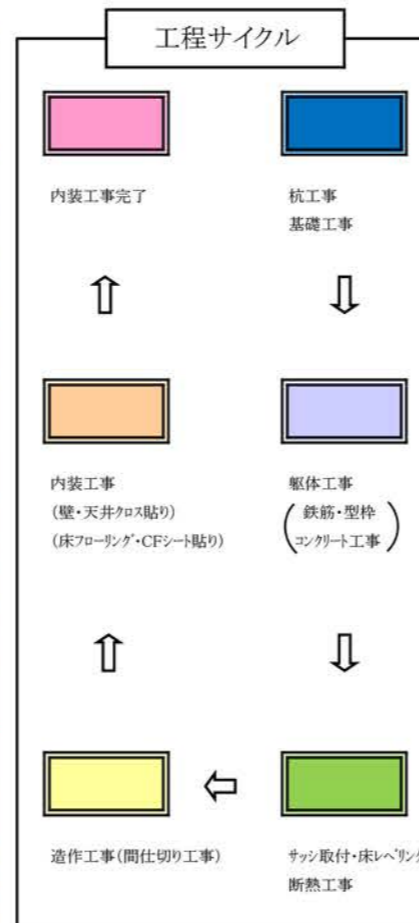 工程サイクル
内装工事完了
杭工事
基礎工事
内装工事
(壁・天井クロス貼り)
(床フローリング・CFシート貼り)
躯体工事
(鉄筋・型枠
コンクリート工事)
造作工事(間仕切り工事)
サッシ取付・床レベリング
断熱工事